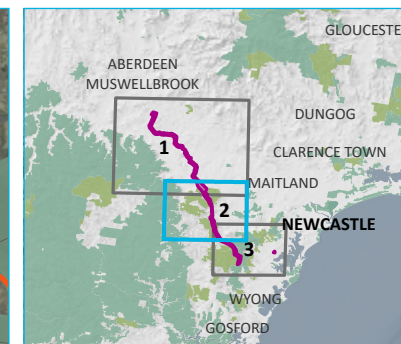 GLOUCESTE
ABERDEEN
MUSWELLBROOK
DUNGOG
1
CLARENCE TOWN
MAITLAND
2
NEWCASTLE
3
WYONG
GOSFORD